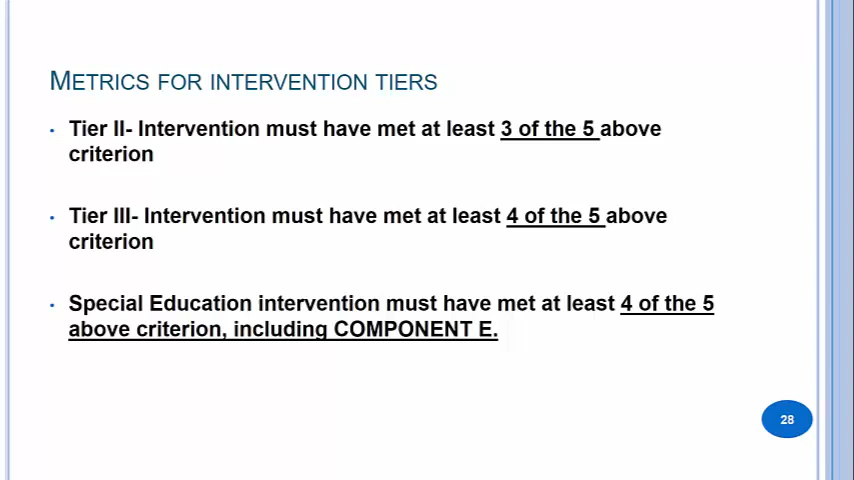 METRICS FOR INTERVENTION TIERS
• Tier II- Intervention must have met at least 3 of the 5 above
criterion
• Tier III- Intervention must have met at least 4 of the 5 above
criterion
• Special Education intervention must have met at least 4 of the 5
above criterion, including COMPONENT E.
28